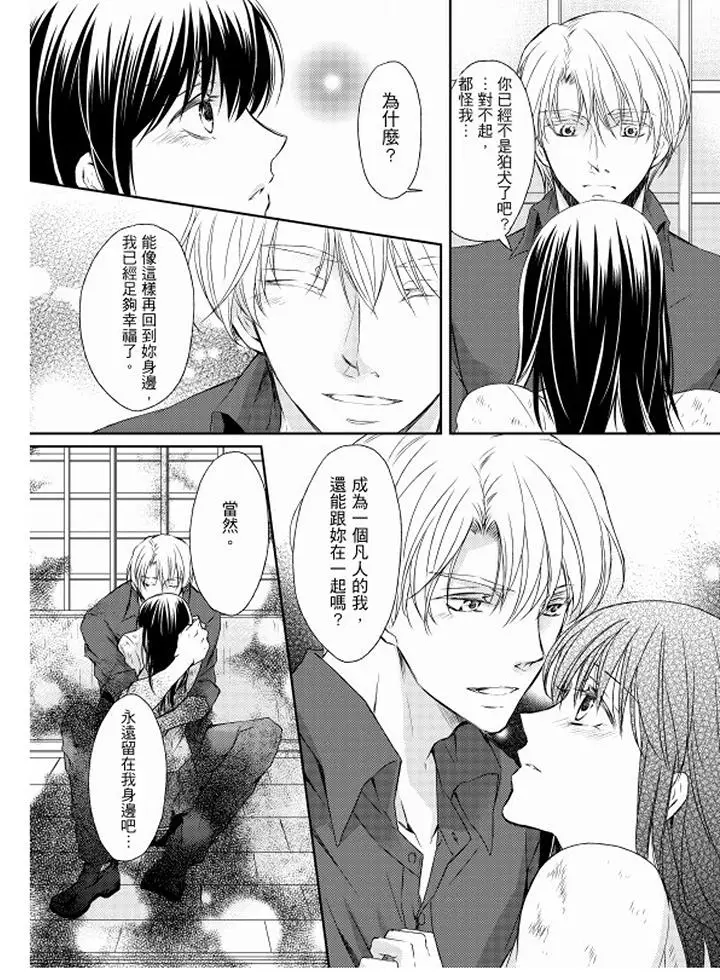 你已經不是狛犬了吧？
…對不起，
都怪我…
為什麼？
能像這樣再回到妳身邊，
我已經足夠幸福了。
成為一個凡人的我，
還能跟妳在一起嗎？
當然。
永遠留在我身邊吧…